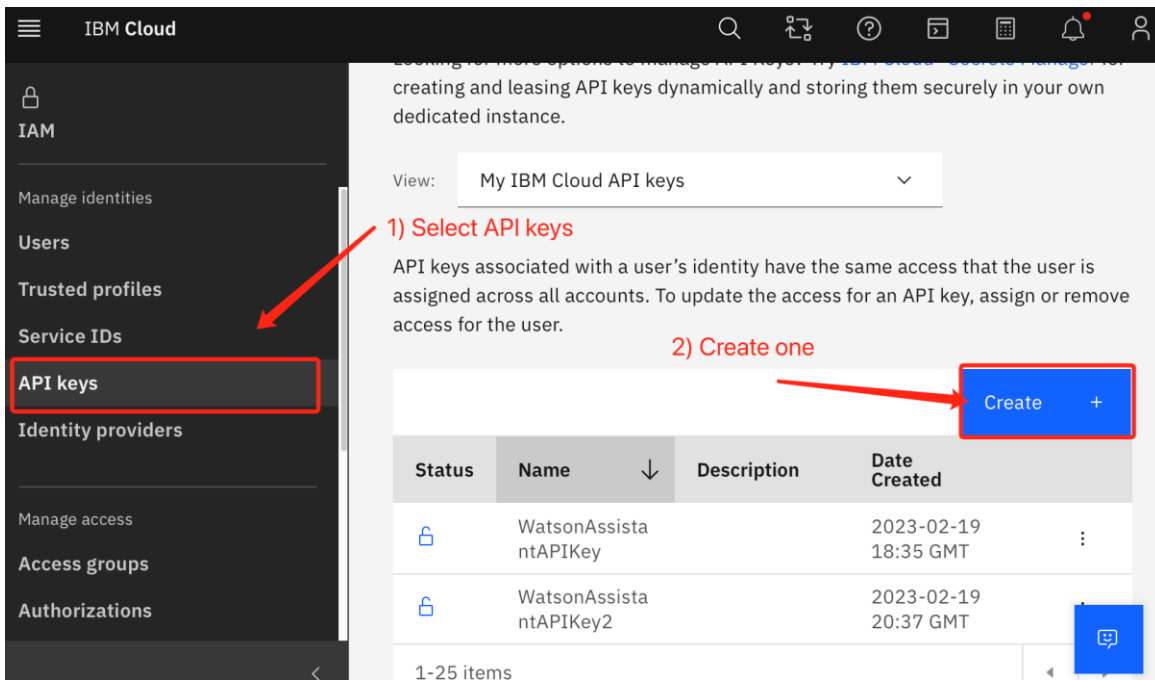 IBM Cloud
IAM
Manage identities
Users
Trusted profiles
Service IDs
API keys
Identity providers
Manage access
Access groups
Authorizations
creating and leasing API keys dynamically and storing them securely in your own
dedicated instance.
View: My IBM Cloud API keys
1) Select API keys
API keys associated with a user's identity have the same access that the user is
assigned across all accounts. To update the access for an API key, assign or remove
access for the user.
2) Create one
Create +
Status Name Description Date
Created
WatsonAssista
ntAPIKey
2023-02-19
18:35 GMT
WatsonAssista
ntAPIKey2
2023-02-19
20:37 GMT
1-25 items